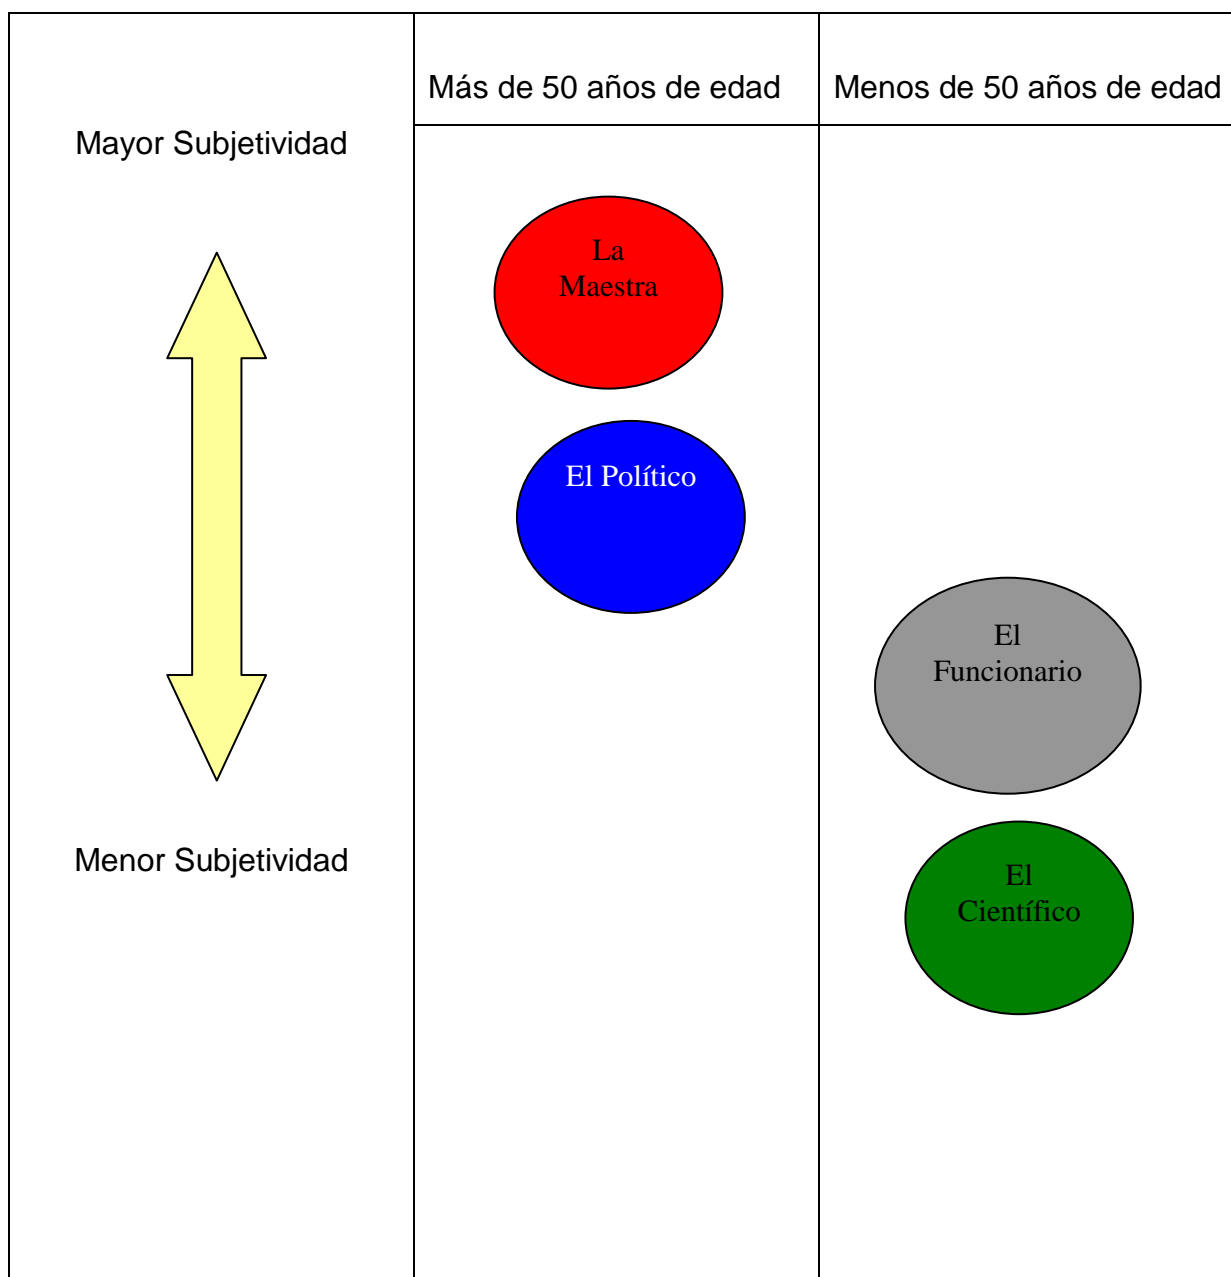 Más de 50 años de edad
Menos de 50 años de edad
Mayor Subjetividad
La
Maestra
El Político
El
Funcionario
Menor Subjetividad
El
Científico